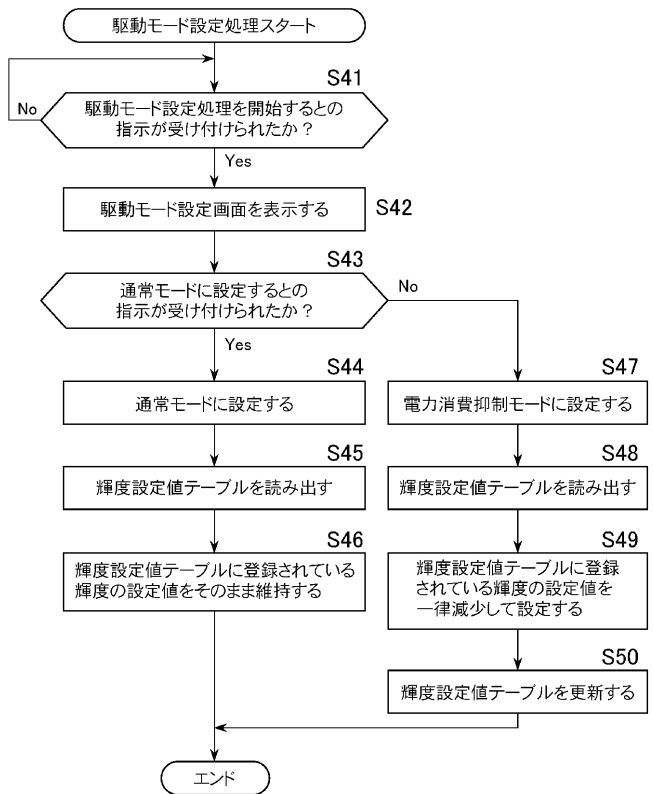 駆動モード設定処理スタート
S41
No
駆動モード設定処理を開始するとの
指示が受け付けられたか？
Yes
駆動モード設定画面を表示する
S42
S43
通常モードに設定するとの
指示が受け付けられたか？
No
Yes
S44
通常モードに設定する
S47
電力消費抑制モードに設定する
S45
輝度設定値テーブルを読み出す
S48
輝度設定値テーブルを読み出す
S46
輝度設定値テーブルに登録されている
輝度の設定値をそのまま維持する
S49
輝度設定値テーブルに登録
されている輝度の設定値を
一律減少して設定する
S50
輝度設定値テーブルを更新する
エンド